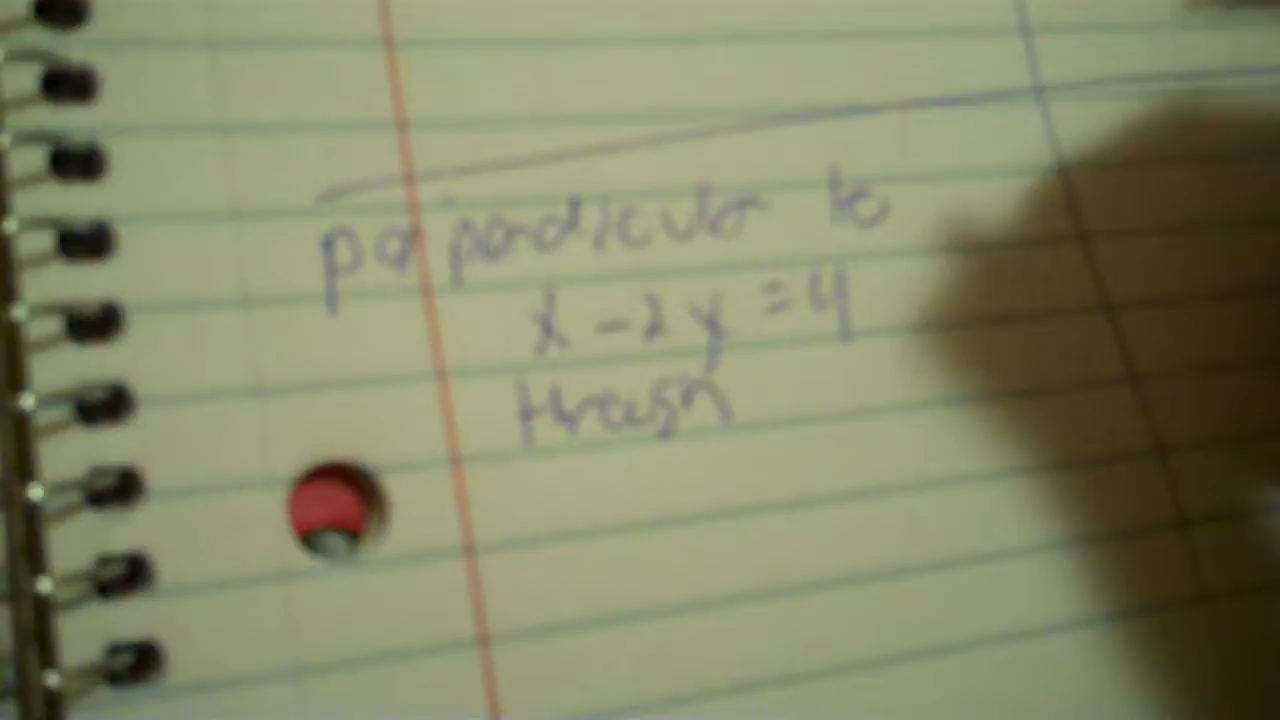 perpendicular to
x - 2y = 4
through